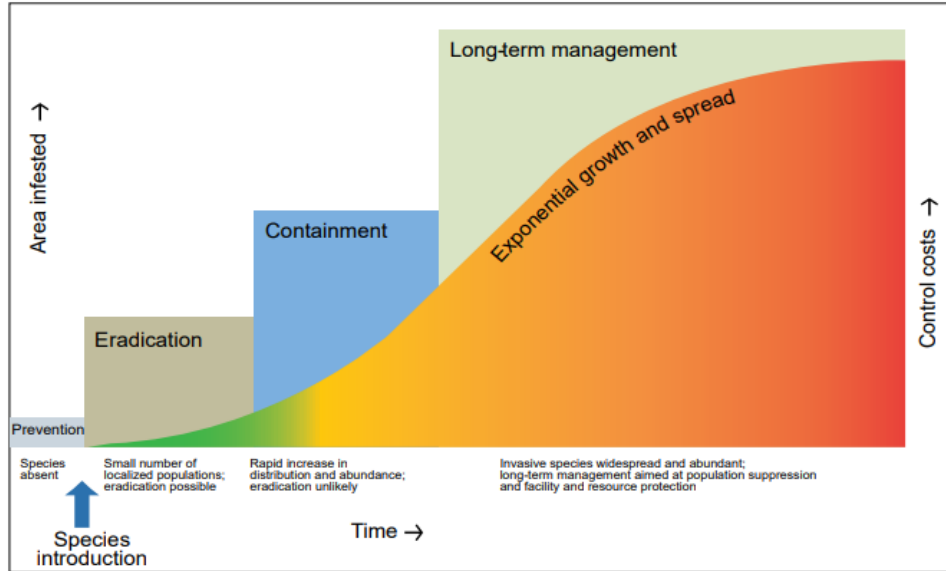 Long-term management
Area infested →
Exponential growth and spread
Containment
Control costs →
Eradication
Prevention
Species
absent
Small number of
localized populations;
eradication possible
Rapid increase in
distribution and abundance;
eradication unlikely
Invasive species widespread and abundant;
long-term management aimed at population suppression
and facility and resource protection
Time →
Species
introduction